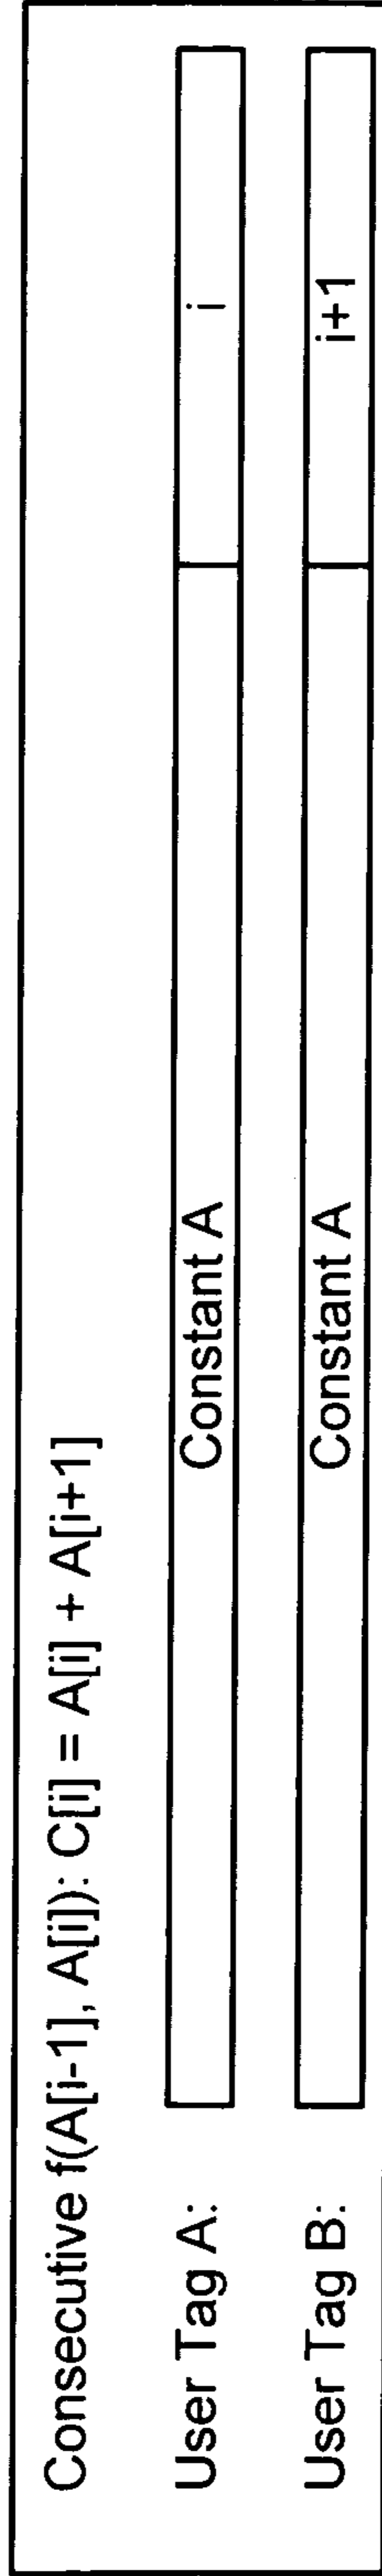 Consecutive f(A[i-1], A[i]): C[i] = A[i] + A[i+1]
User Tag A: Constant A i
User Tag B: Constant A i+1